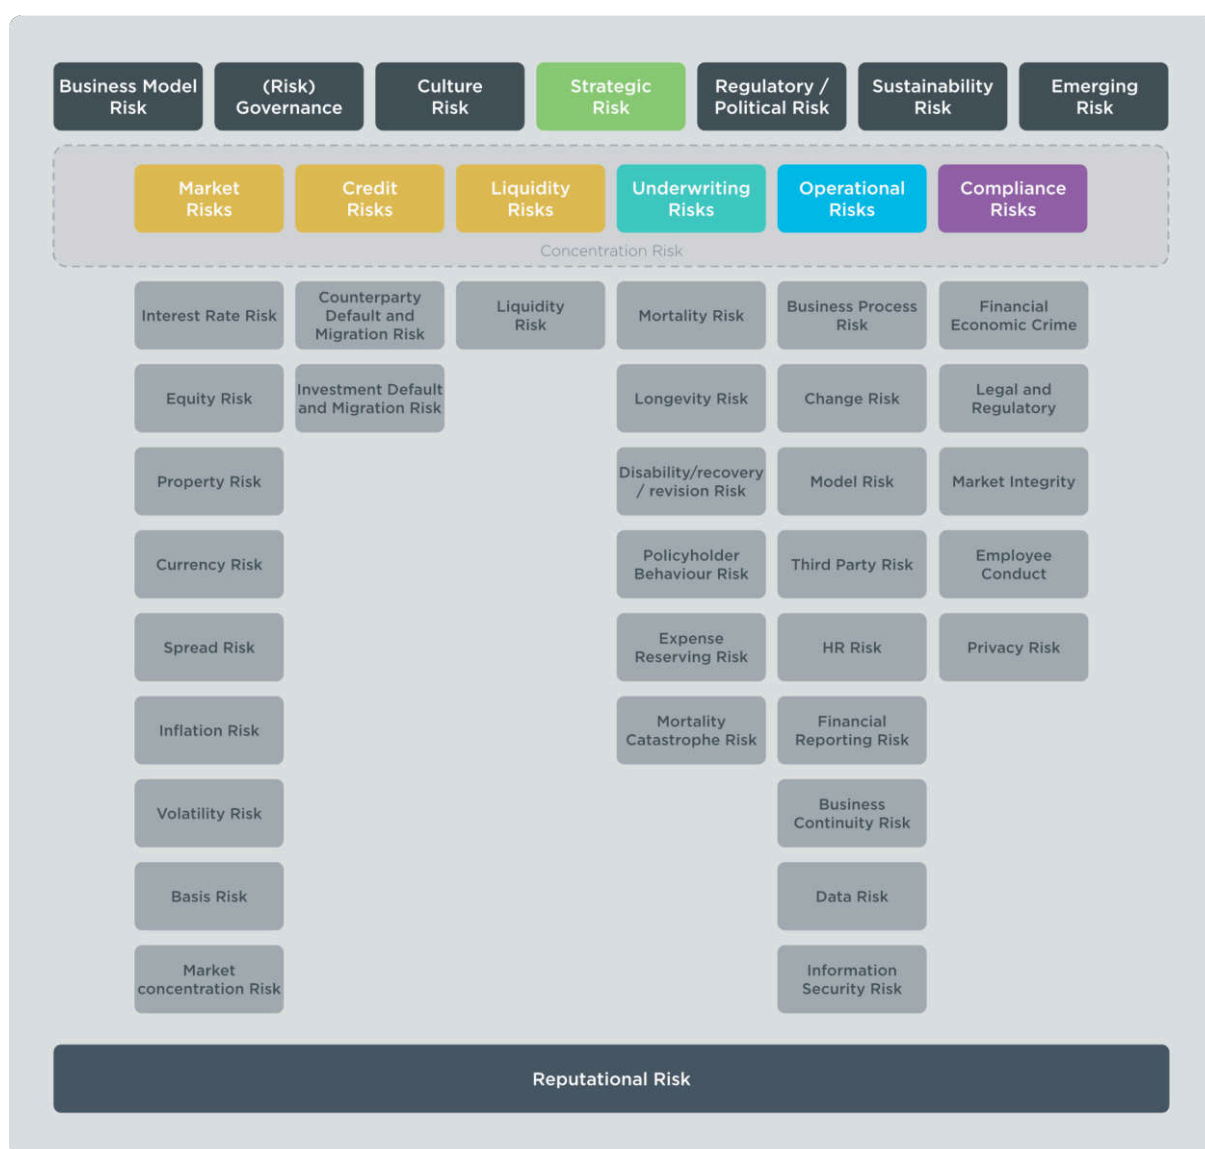 Business Model
Risk
(Risk)
Governance
Culture
Risk
Strategic
Risk
Regulatory /
Political Risk
Sustainability
Risk
Emerging
Risk
Market
Risks
Credit
Risks
Liquidity
Risks
Underwriting
Risks
Operational
Risks
Compliance
Risks
Concentration Risk
Interest Rate Risk
Counterparty
Default and
Migration Risk
Liquidity
Risk
Mortality Risk
Business Process
Risk
Financial
Economic Crime
Equity Risk
Investment Default
and Migration Risk
Longevity Risk
Change Risk
Legal and
Regulatory
Property Risk
Disability/recovery
/ revision Risk
Model Risk
Market Integrity
Currency Risk
Policyholder
Behaviour Risk
Third Party Risk
Employee
Conduct
Spread Risk
Expense
Reserving Risk
HR Risk
Privacy Risk
Inflation Risk
Mortality
Catastrophe Risk
Financial
Reporting Risk
Volatility Risk
Business
Continuity Risk
Basis Risk
Data Risk
Market
concentration Risk
Information
Security Risk
Reputational Risk